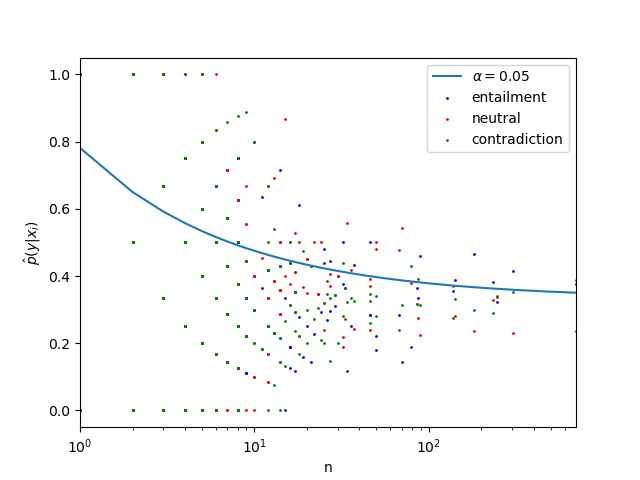 1.0
0.8
0.6
0.4
0.2
0.0
p̂(y|xᵢ)
10⁰
10¹
10²
n
α = 0.05
entailment
neutral
contradiction